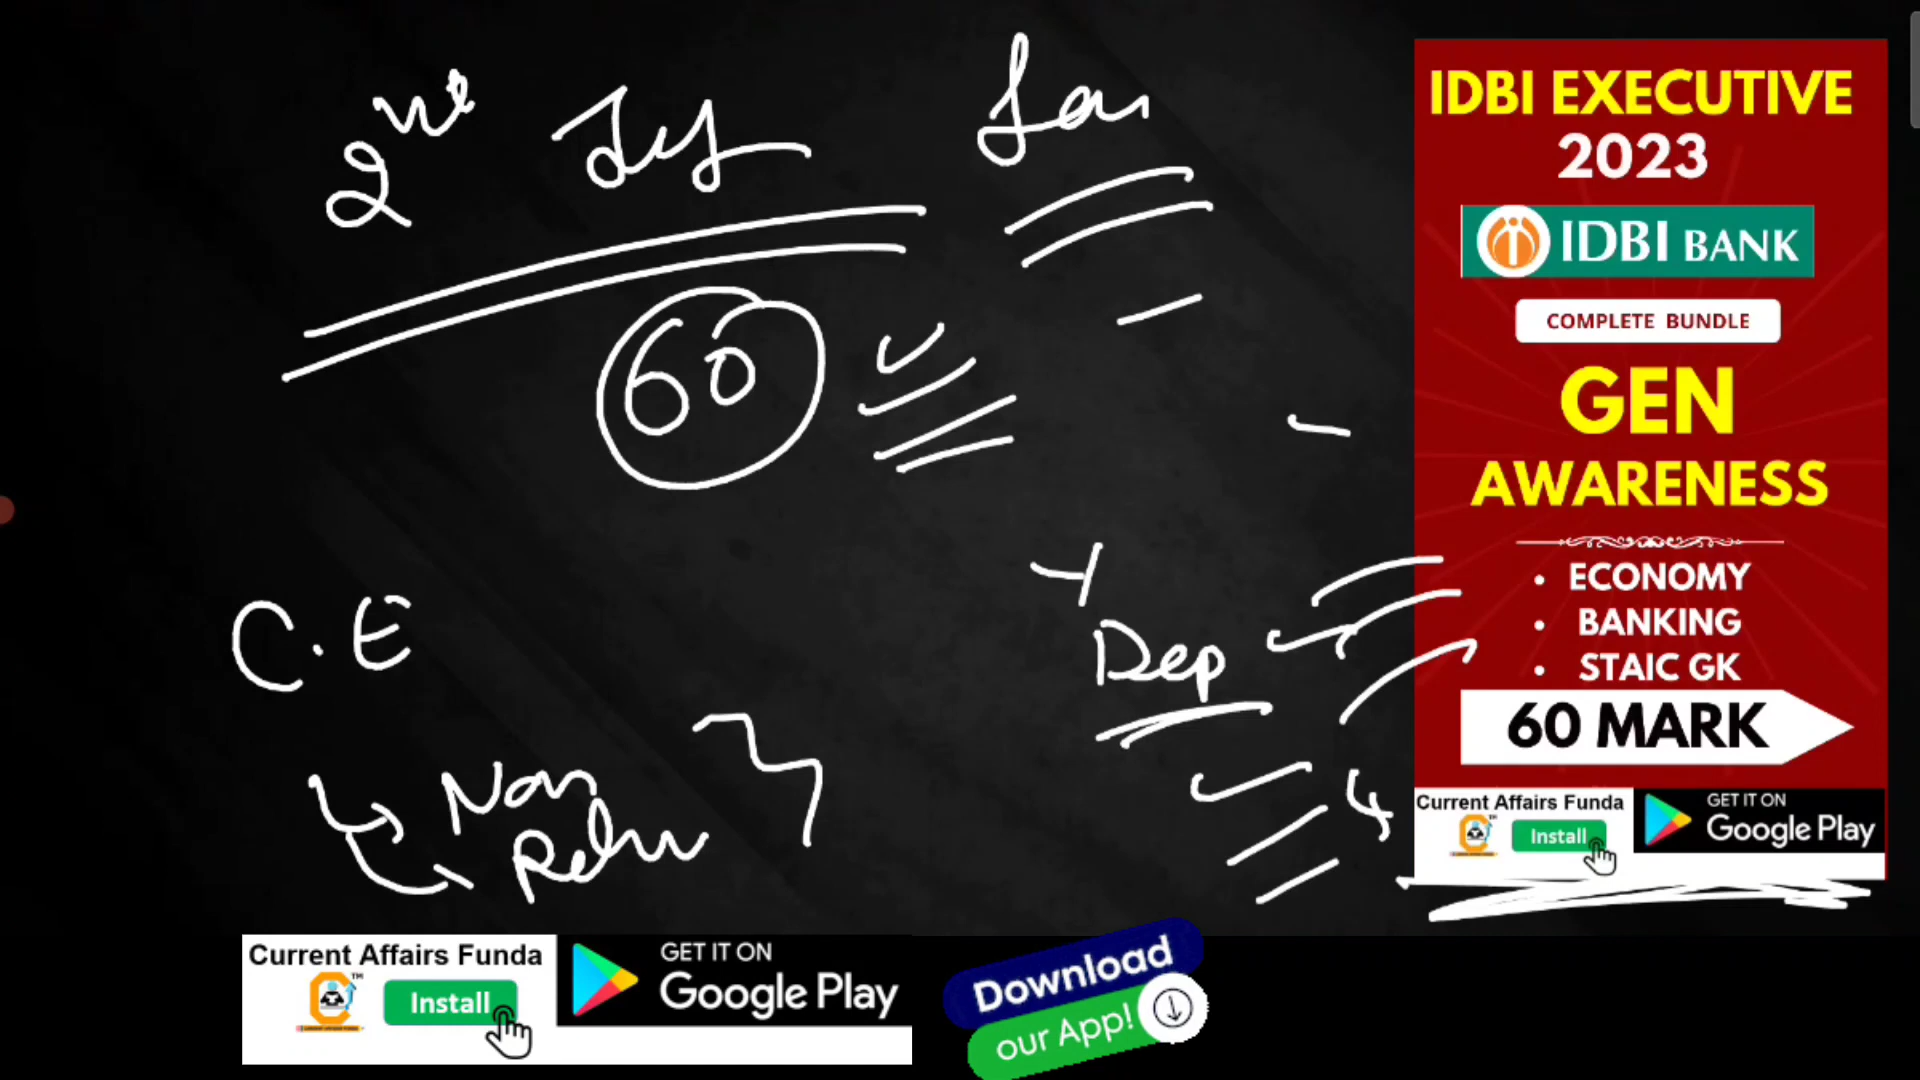 2nd
60
C.E
Non
Dep
4
IDBI EXECUTIVE
2023
IDBI BANK
COMPLETE BUNDLE
GEN
AWARENESS
• ECONOMY
• BANKING
• STAIC GK
60 MARK
Current Affairs Funda
Install
GET IT ON
Google Play
Current Affairs Funda
Install
GET IT ON
Google Play
Download
our App!